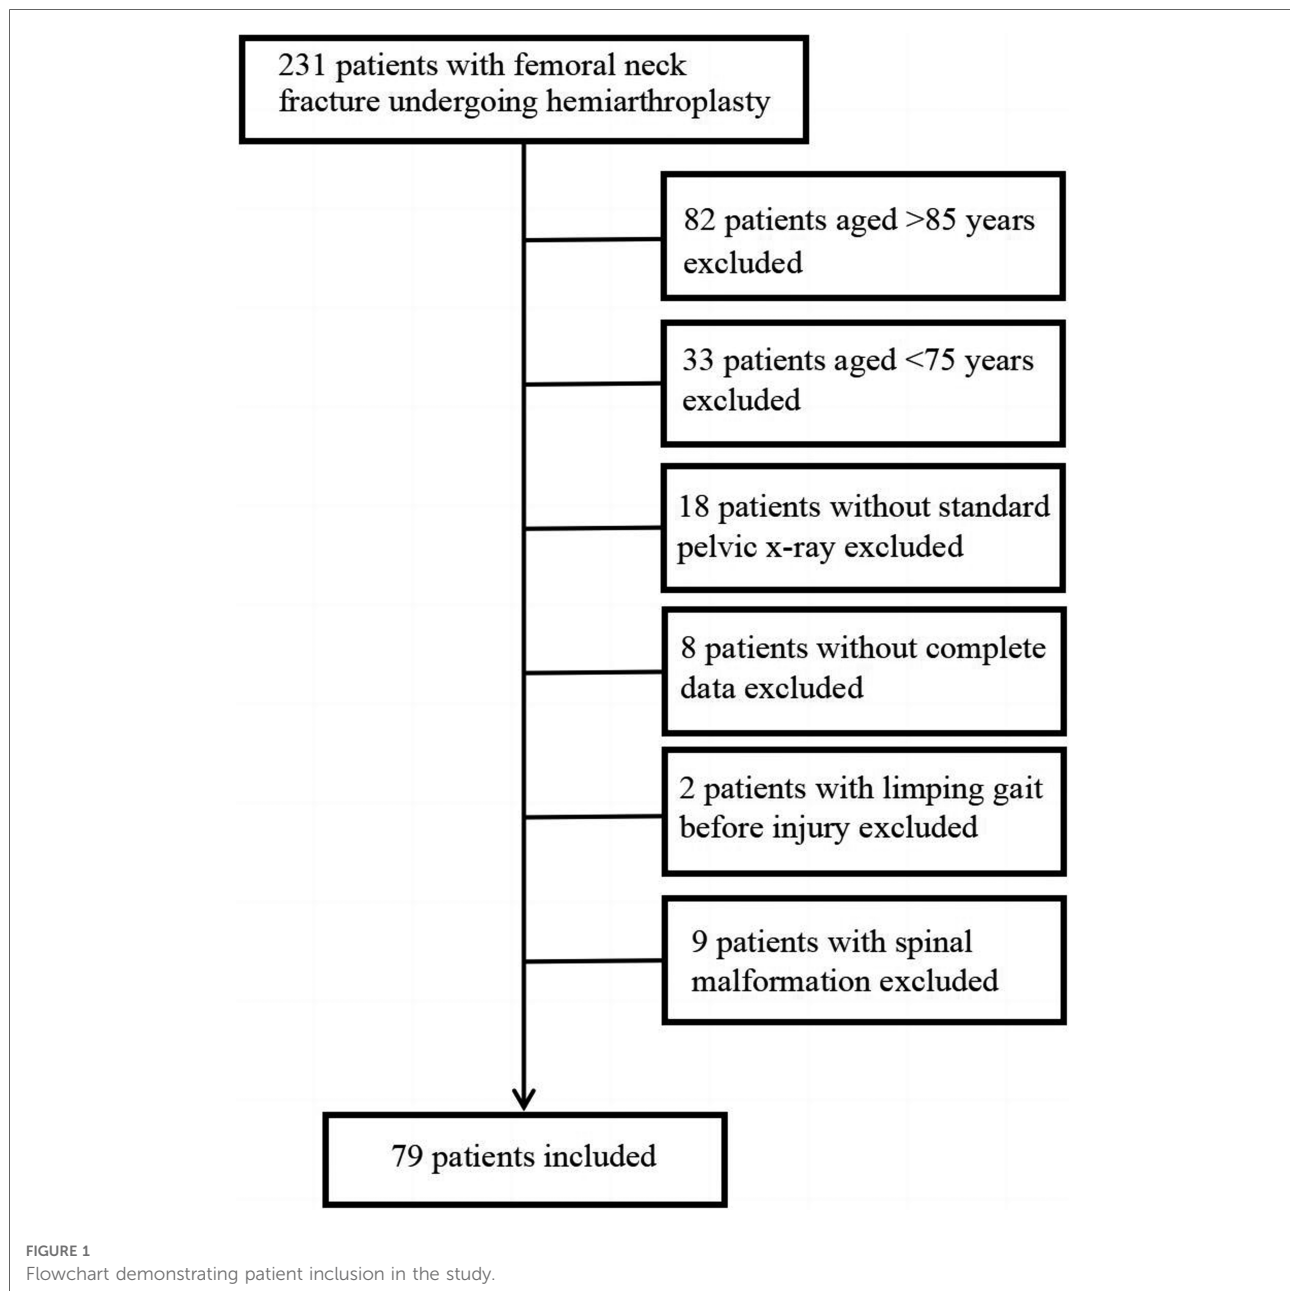 231 patients with femoral neck
fracture undergoing hemiarthroplasty
82 patients aged >85 years
excluded
33 patients aged <75 years
excluded
18 patients without standard
pelvic x-ray excluded
8 patients without complete
data excluded
2 patients with limping gait
before injury excluded
9 patients with spinal
malformation excluded
79 patients included
FIGURE 1
Flowchart demonstrating patient inclusion in the study.